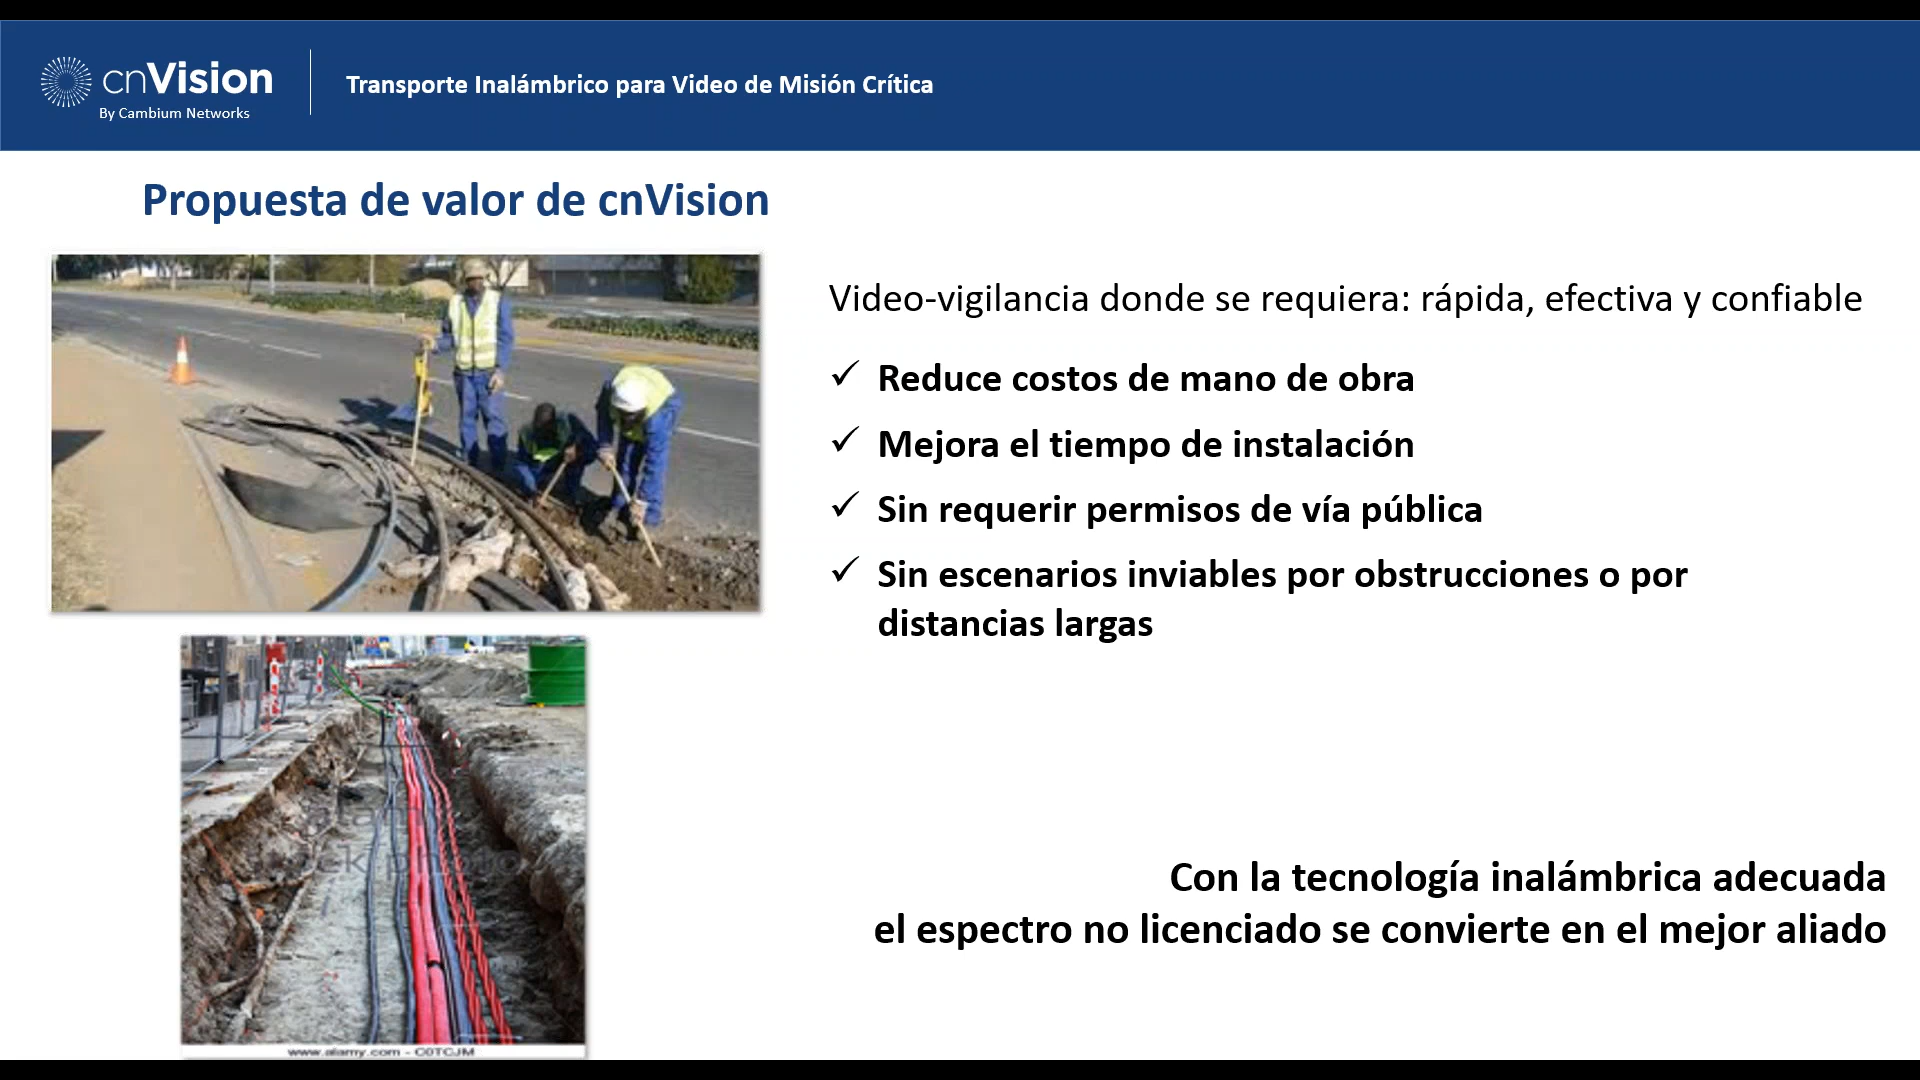 cnVision
By Cambium Networks
Transporte Inalámbrico para Video de Misión Crítica
Propuesta de valor de cnVision
Video-vigilancia donde se requiera: rápida, efectiva y confiable
✓ Reduce costos de mano de obra
✓ Mejora el tiempo de instalación
✓ Sin requerir permisos de vía pública
✓ Sin escenarios inviables por obstrucciones o por
distancias largas
Con la tecnología inalámbrica adecuada
el espectro no licenciado se convierte en el mejor aliado
www.alamy.com - C0TCJM